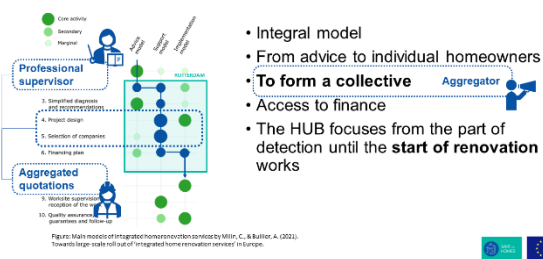 Core activity
Secondary
Marginal
Advice model
Support model
Implementation model
Professional supervisor
ROTTERDAM
3. Simplified diagnosis and recommendations
4. Project design
5. Selection of companies
6. Financing plan
Aggregated quotations
9. Worksite supervision
reception of the
10. Quality assurance,
guarantees and follow-up
Figure: Main models of integrated home renovation services by Milin, C., & Bullier, A. (2021).
Towards large-scale roll out of 'integrated home renovation services' in Europe.
• Integral model
• From advice to individual homeowners
• To form a collective
Aggregator
• Access to finance
• The HUB focuses from the part of
detection until the start of renovation
works